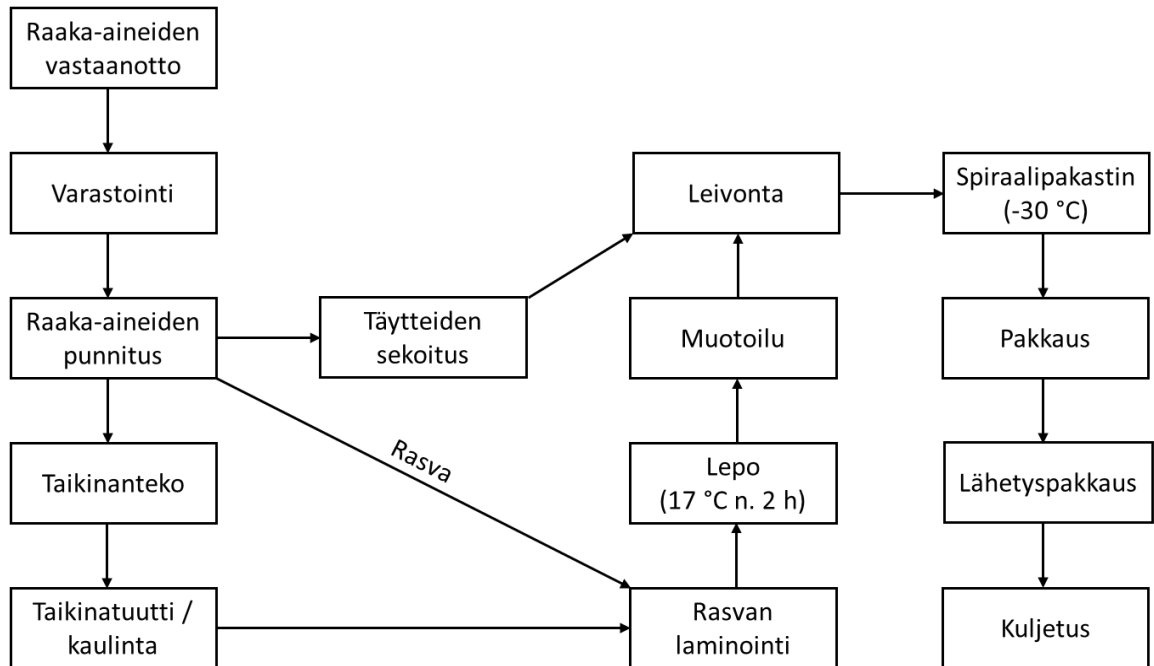 Raaka-aineiden
vastaanotto
Varastointi
Raaka-aineiden
punnitus
Taikinanteko
Taikinatuutti /
kaulinta
Täytteiden
sekoitus
Rasva
Leivonta
Muotoilu
Lepo
(17 °C n. 2 h)
Rasvan
laminointi
Spiraalipakastin
(-30 °C)
Pakkaus
Lähetyspakkaus
Kuljetus